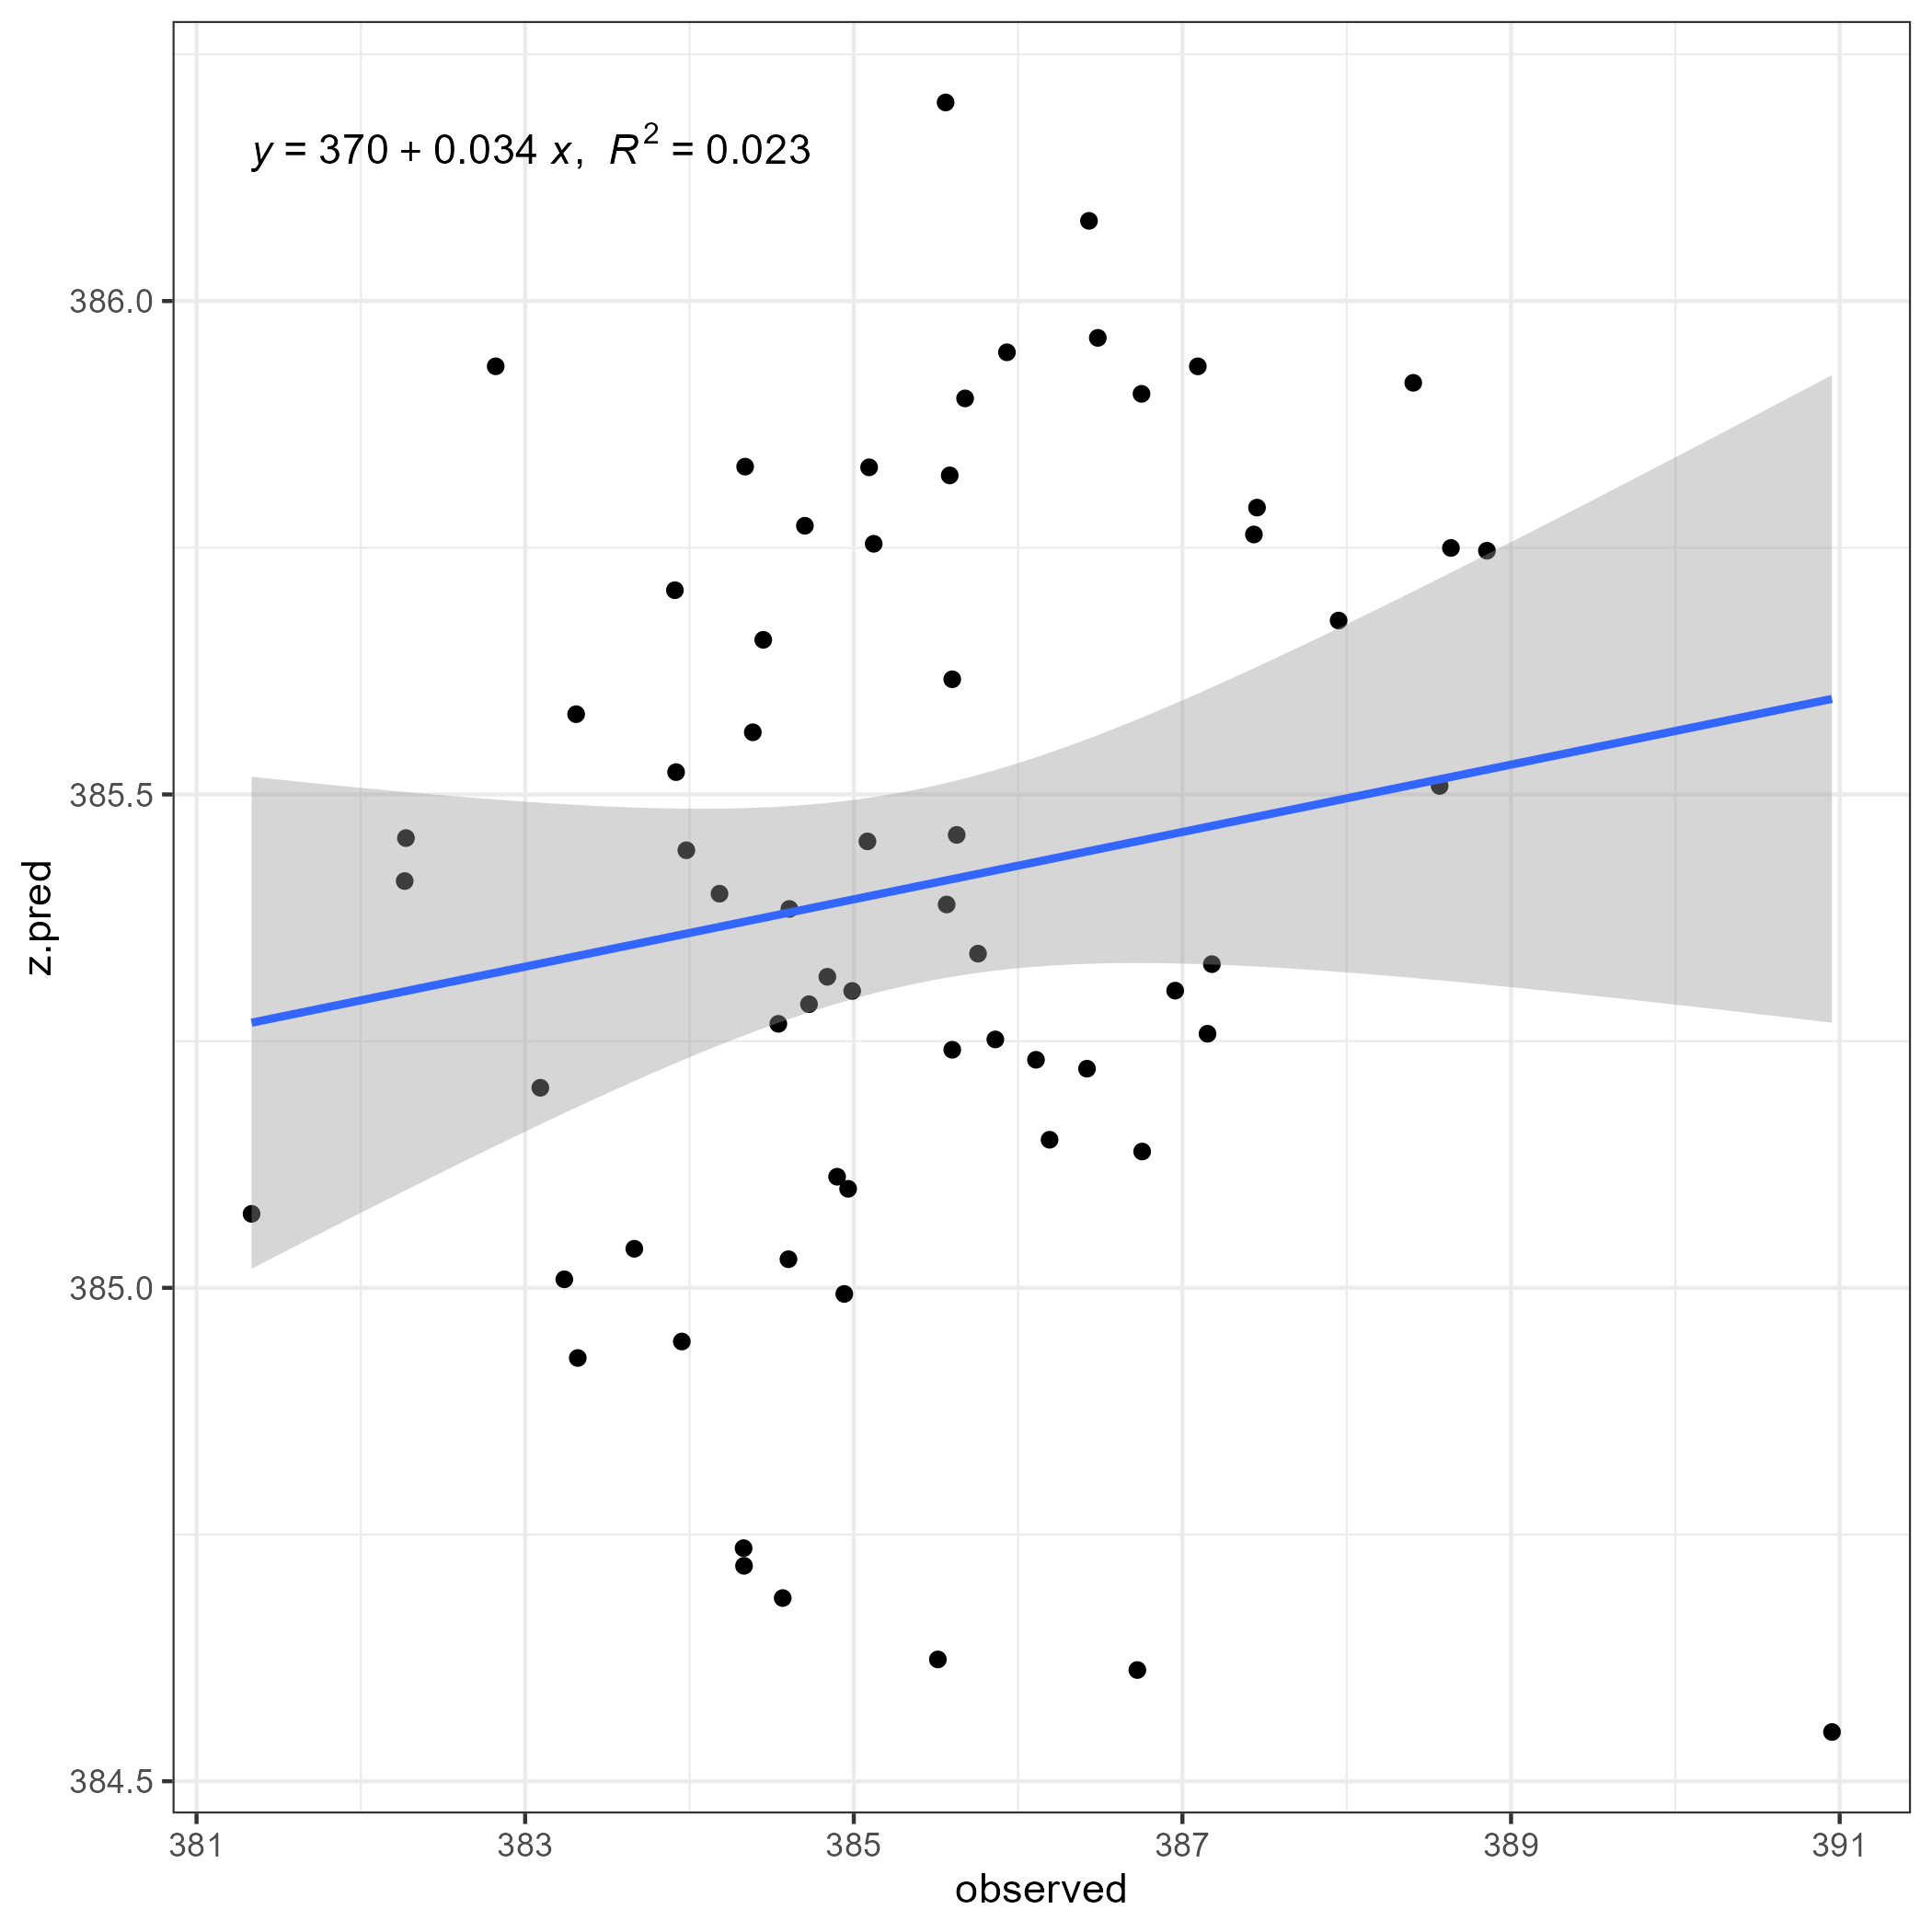 y = 370 + 0.034 x, R² = 0.023
386.0
385.5
385.0
384.5
z.pred
381 383 385 387 389 391
observed